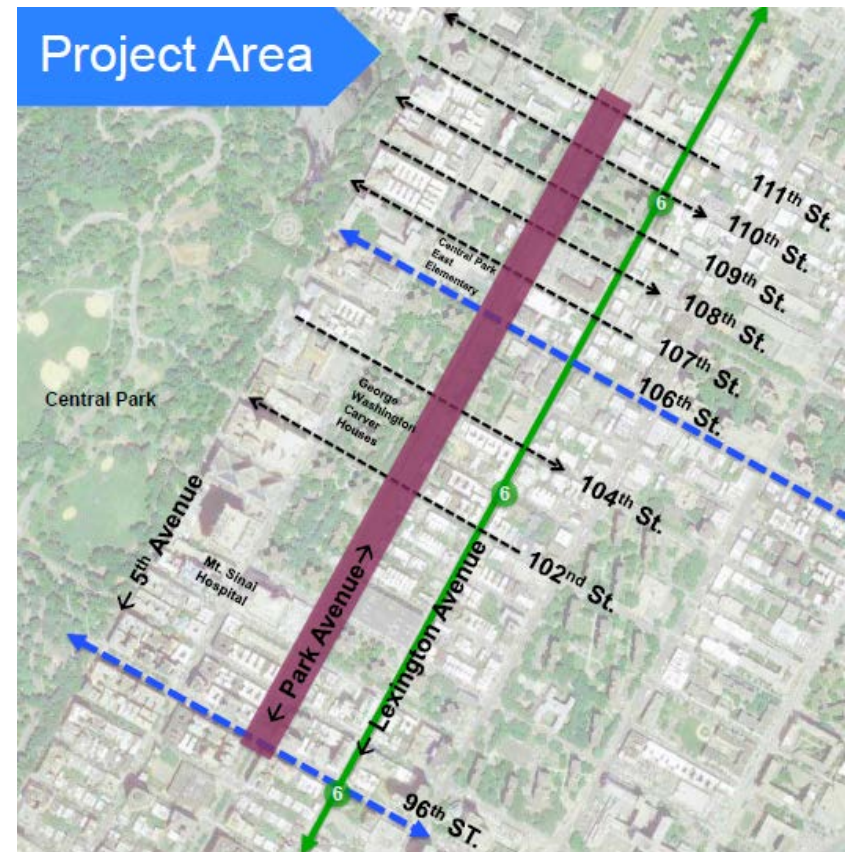 Project Area
111th St.
110th St.
109th St.
108th St.
107th St.
106th St.
104th St.
102nd St.
96th ST.
6
6
6
Central Park
East
Elementary
George
Washington
Carver
Houses
Central Park
← 5th Avenue
Mt. Sinai
Hospital
← Park Avenue →
← Lexington Avenue